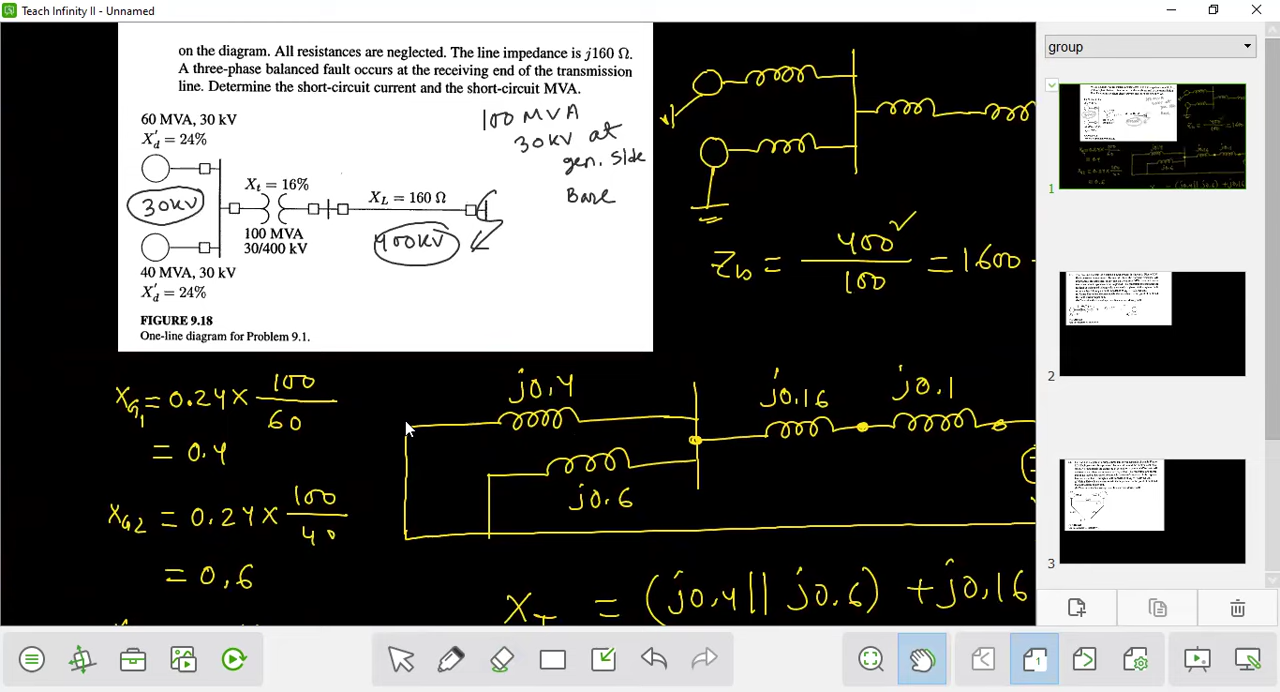 Teach Infinity II - Unnamed
on the diagram. All resistances are neglected. The line impedance is j160 Ω.
A three-phase balanced fault occurs at the receiving end of the transmission
line. Determine the short-circuit current and the short-circuit MVA.
60 MVA, 30 kV
X'd = 24%
30kV
Xt = 16%
100 MVA
30/400 kV
XL = 160 Ω
400kV
40 MVA, 30 kV
X'd = 24%
FIGURE 9.18
One-line diagram for Problem 9.1.
100 MVA
30kV at
gen. side
Base
Zb = 400² / 100 = 1600
XG1 = 0.24 × 100 / 60
= 0.4
XG2 = 0.24 × 100 / 40
= 0.6
j0.4
j0.6
j0.16
j0.1
XT = (j0.4 || j0.6) + j0.16
group
1
2
3
1